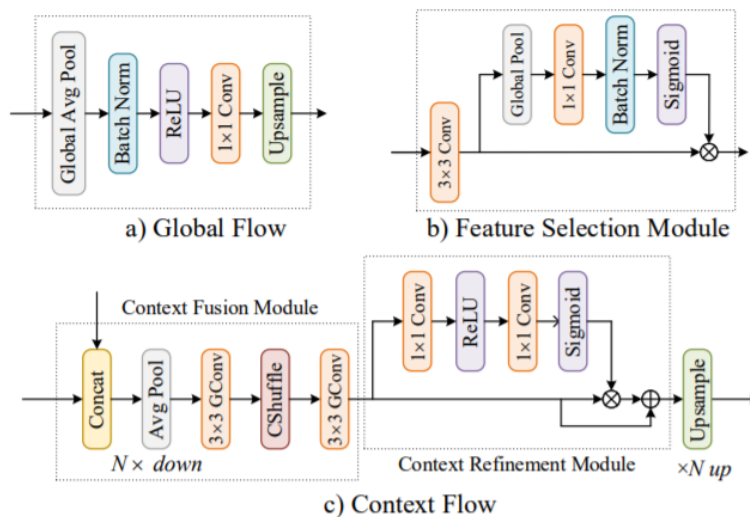 Global Avg Pool
Batch Norm
ReLU
1×1 Conv
Upsample
a) Global Flow
3×3 Conv
Global Pool
1×1 Conv
Batch Norm
Sigmoid
b) Feature Selection Module
Context Fusion Module
Concat
Avg Pool
3×3 GConv
CShuffle
3×3 GConv
N× down
1×1 Conv
ReLU
1×1 Conv
Sigmoid
Context Refinement Module
Upsample
×N up
c) Context Flow